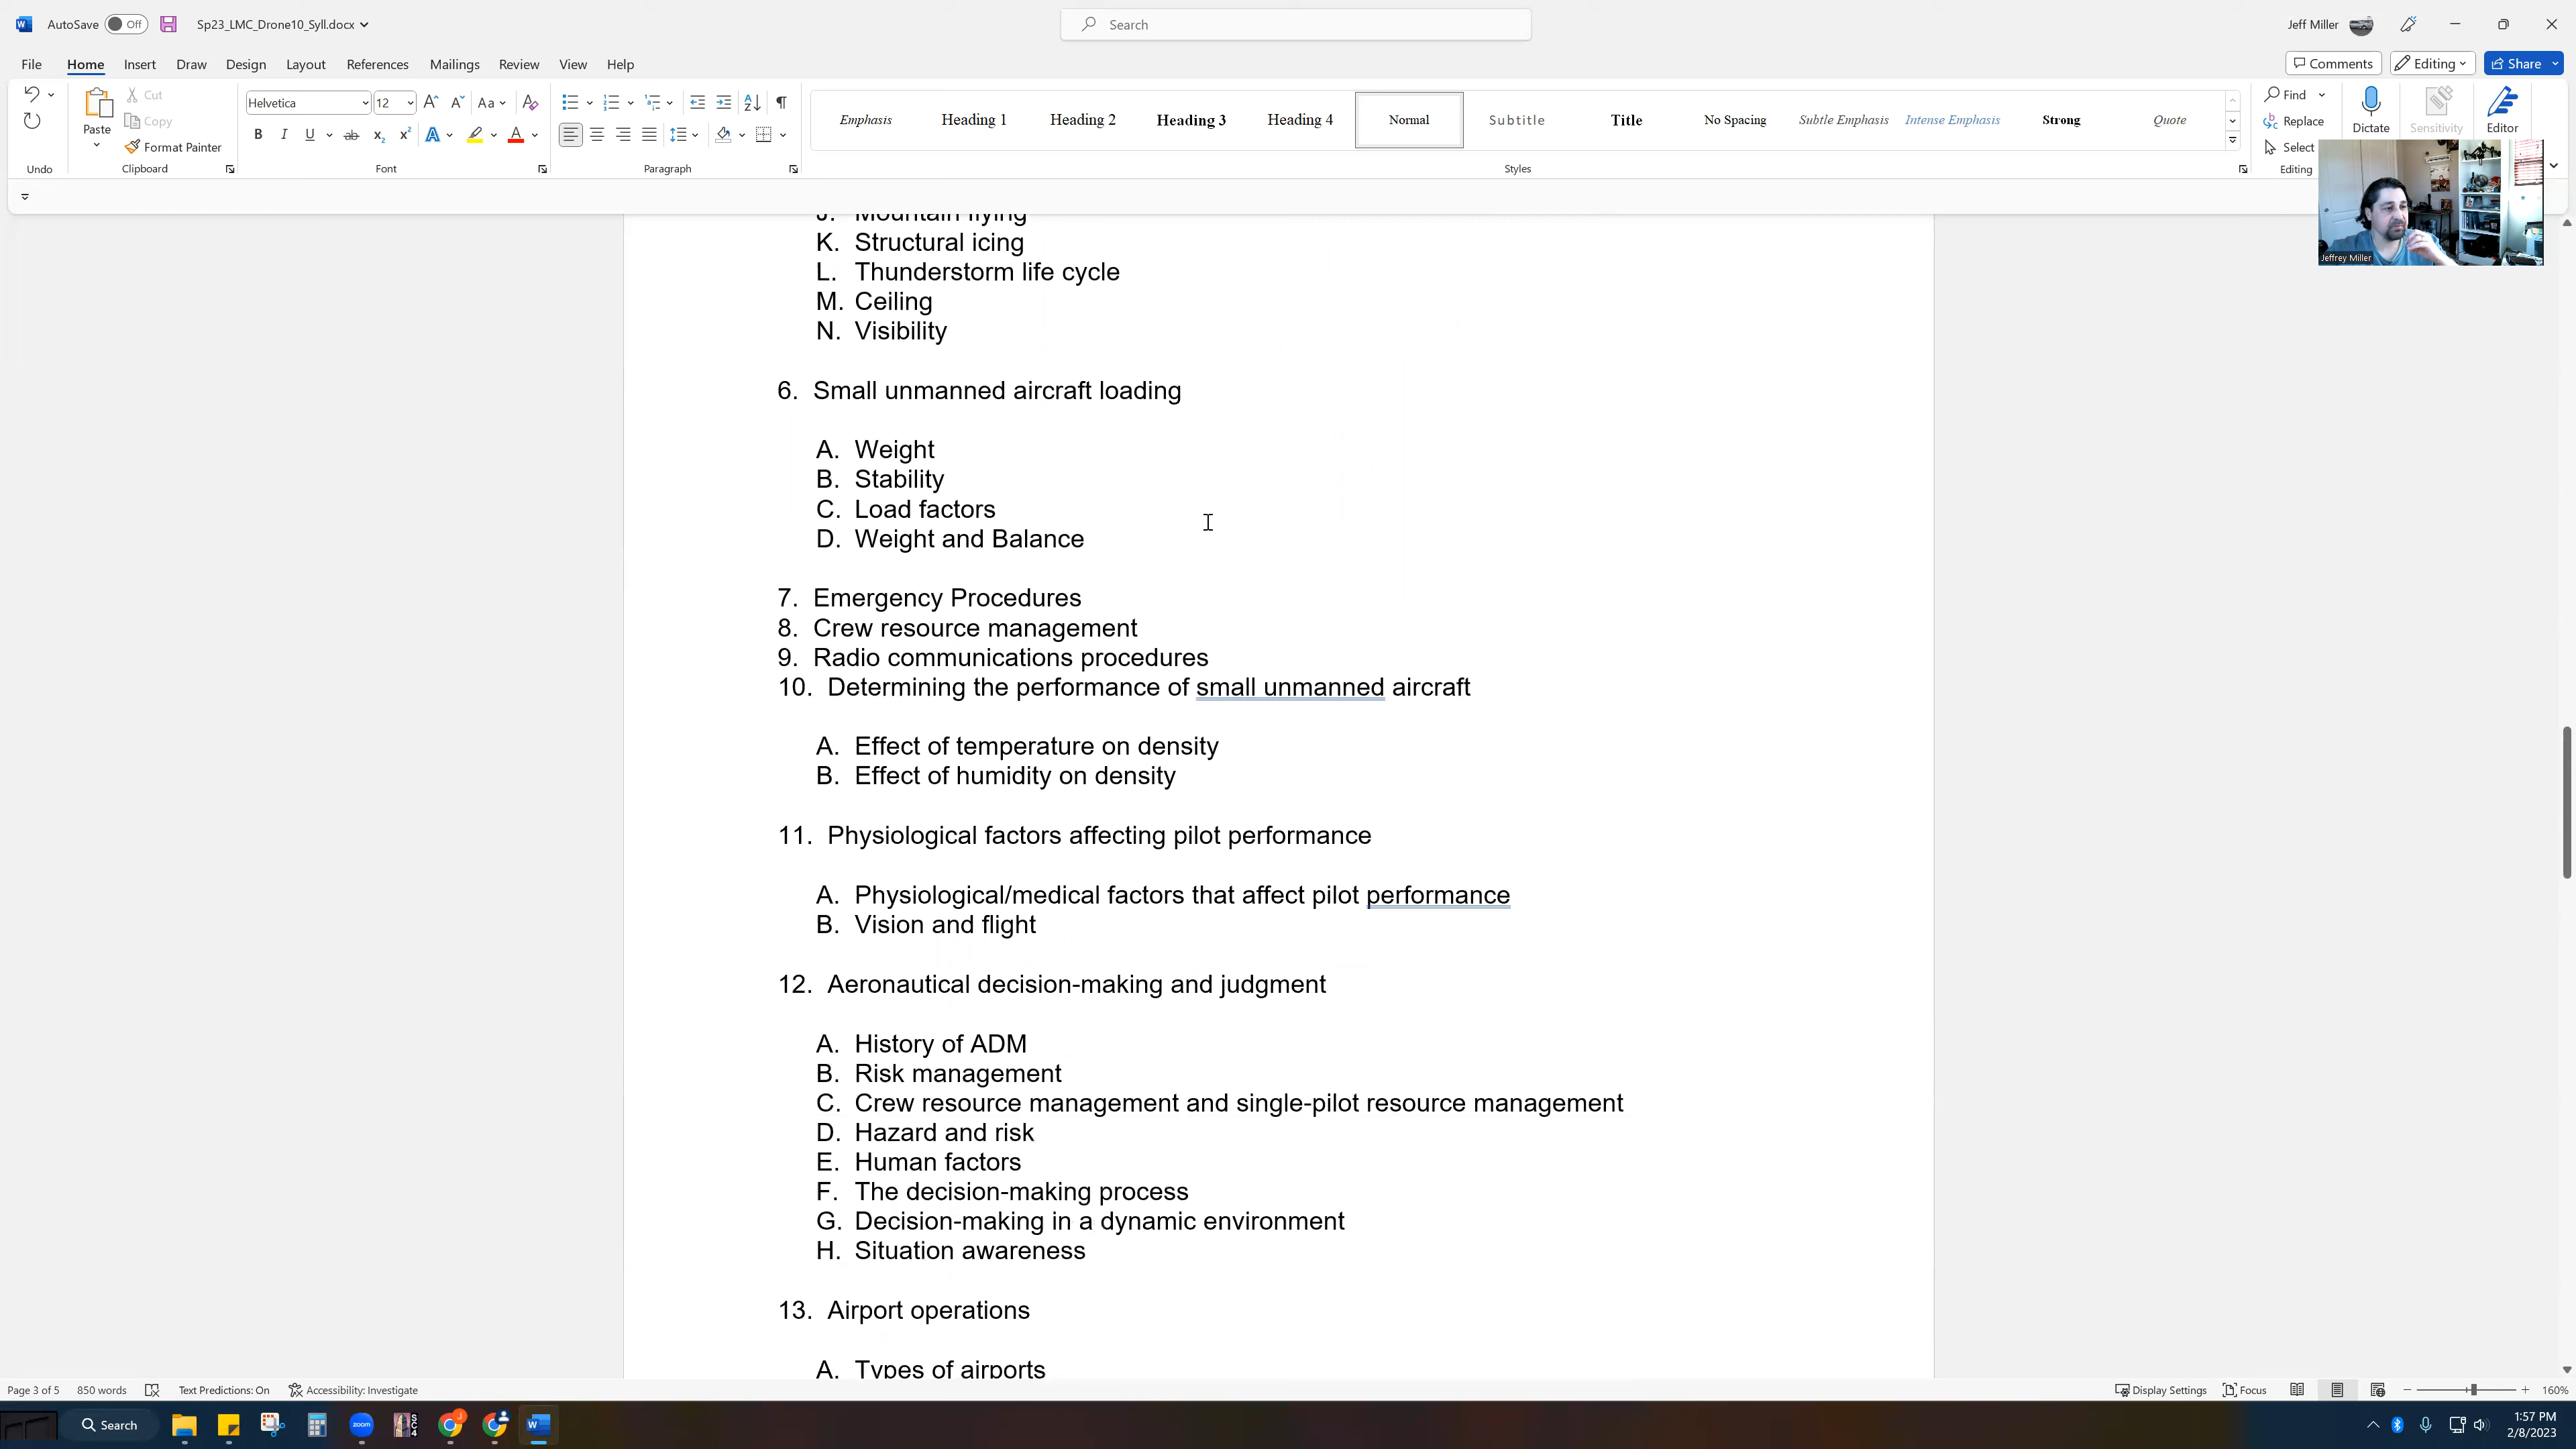 AutoSave Off Sp23_LMC_Drone10_Syll.docx Search Jeff Miller
File Home Insert Draw Design Layout References Mailings Review View Help Comments Editing Share
Helvetica 12 Aa
Paste Cut Copy Format Painter
Emphasis Heading 1 Heading 2 Heading 3 Heading 4 Normal Subtitle Title No Spacing Subtle Emphasis Intense Emphasis Strong Quote
Find Replace Select Dictate Sensitivity Editor
Undo Clipboard Font Paragraph Styles Editing
Jeffrey Miller
J. Mountain flying
K. Structural icing
L. Thunderstorm life cycle
M. Ceiling
N. Visibility
6. Small unmanned aircraft loading
A. Weight
B. Stability
C. Load factors
D. Weight and Balance
7. Emergency Procedures
8. Crew resource management
9. Radio communications procedures
10. Determining the performance of small unmanned aircraft
A. Effect of temperature on density
B. Effect of humidity on density
11. Physiological factors affecting pilot performance
A. Physiological/medical factors that affect pilot performance
B. Vision and flight
12. Aeronautical decision-making and judgment
A. History of ADM
B. Risk management
C. Crew resource management and single-pilot resource management
D. Hazard and risk
E. Human factors
F. The decision-making process
G. Decision-making in a dynamic environment
H. Situation awareness
13. Airport operations
A. Types of airports
Page 3 of 5 850 words Text Predictions: On Accessibility: Investigate Display Settings Focus 160%
Search zoom 1:57 PM
2/8/2023